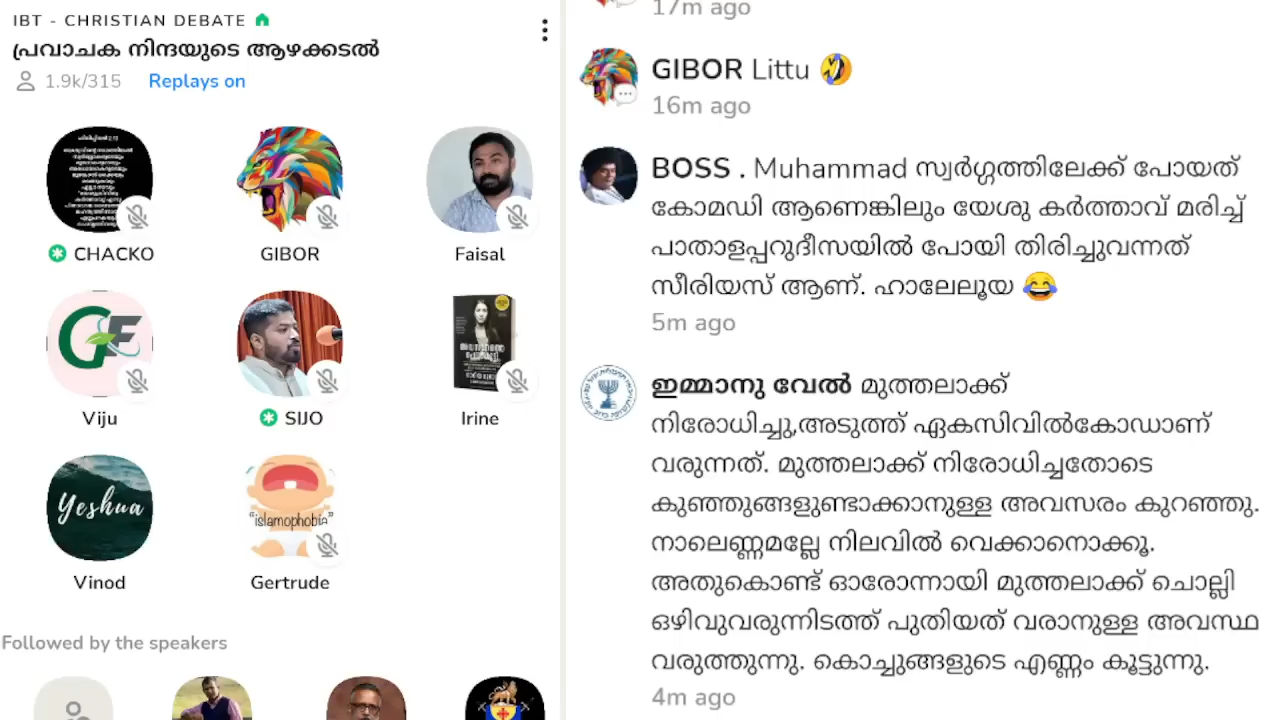 IBT - CHRISTIAN DEBATE
പ്രവാചക നിന്ദയുടെ ആഴക്കടൽ
1.9k/315 Replays on
CHACKO
GIBOR
Faisal
Viju
GF
SIJO
Irine
Yeshua
"islamophobia"
Vinod
Gertrude
Followed by the speakers
17m ago
GIBOR Littu 🤣
16m ago
BOSS . Muhammad സ്വർഗ്ഗത്തിലേക്ക് പോയത്
കോമഡി ആണെങ്കിലും യേശു കർത്താവ് മരിച്ച്
പാതാളപ്പറുദീസയിൽ പോയി തിരിച്ചുവന്നത്
സീരിയസ് ആണ്. ഹാലേലൂയ 😂
5m ago
ഇമ്മാനു വേൽ മുത്തലാക്ക്
നിരോധിച്ചു,അടുത്ത് ഏകസിവിൽകോഡാണ്
വരുന്നത്. മുത്തലാക്ക് നിരോധിച്ചതോടെ
കുഞ്ഞുങ്ങളുണ്ടാക്കാനുള്ള അവസരം കുറഞ്ഞു.
നാലെണ്ണമല്ലേ നിലവിൽ വെക്കാനൊക്കൂ.
അതുകൊണ്ട് ഓരോന്നായി മുത്തലാക്ക് ചൊല്ലി
ഒഴിവുവരുന്നിടത്ത് പുതിയത് വരാനുള്ള അവസ്ഥ
വരുത്തുന്നു. കൊച്ചുങ്ങളുടെ എണ്ണം കൂട്ടുന്നു.
4m ago